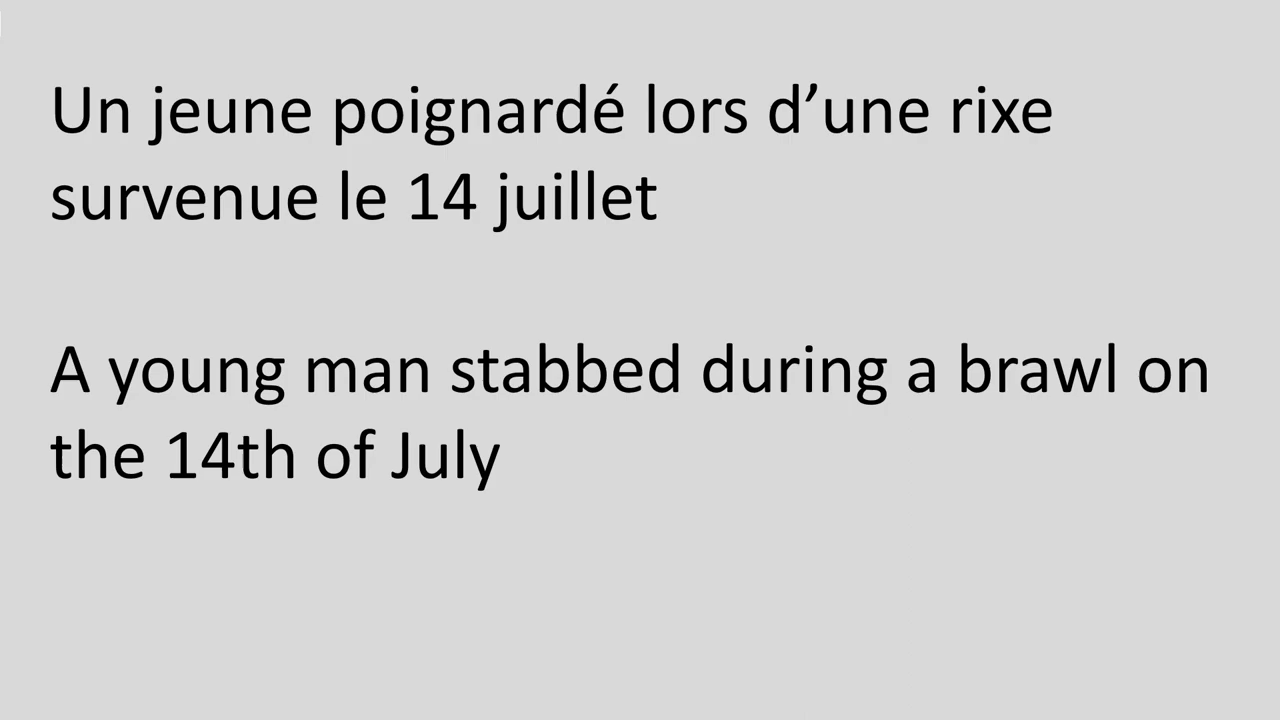 Un jeune poignardé lors d’une rixe
survenue le 14 juillet
A young man stabbed during a brawl on
the 14th of July